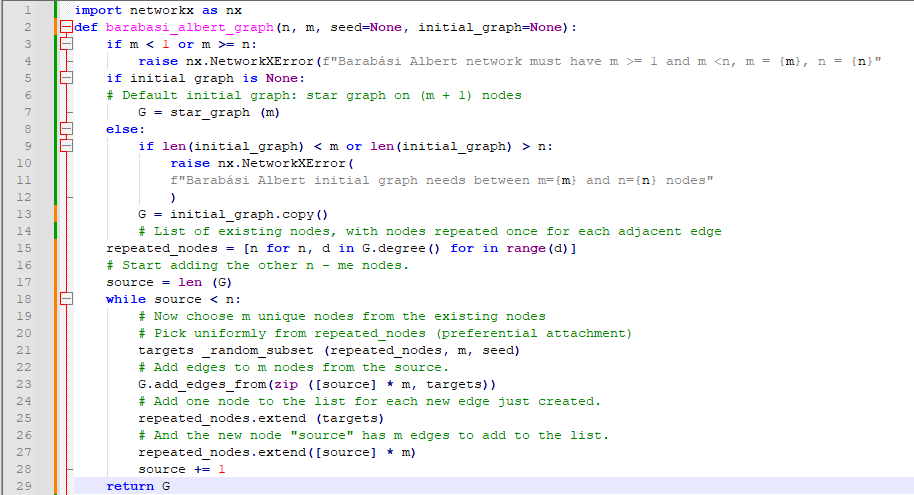 1 import networkx as nx
2 def barabasi_albert_graph(n, m, seed=None, initial_graph=None):
3 if m < 1 or m >= n:
4 raise nx.NetworkXError(f"Barabási Albert network must have m >= 1 and m <n, m = {m}, n = {n}"
5 if initial graph is None:
6 # Default initial graph: star graph on (m + 1) nodes
7 G = star_graph (m)
8 else:
9 if len(initial_graph) < m or len(initial_graph) > n:
10 raise nx.NetworkXError(
11 f"Barabási Albert initial graph needs between m={m} and n={n} nodes"
12 )
13 G = initial_graph.copy()
14 # List of existing nodes, with nodes repeated once for each adjacent edge
15 repeated_nodes = [n for n, d in G.degree() for in range(d)]
16 # Start adding the other n - me nodes.
17 source = len (G)
18 while source < n:
19 # Now choose m unique nodes from the existing nodes
20 # Pick uniformly from repeated_nodes (preferential attachment)
21 targets _random_subset (repeated_nodes, m, seed)
22 # Add edges to m nodes from the source.
23 G.add_edges_from(zip ([source] * m, targets))
24 # Add one node to the list for each new edge just created.
25 repeated_nodes.extend (targets)
26 # And the new node "source" has m edges to add to the list.
27 repeated_nodes.extend([source] * m)
28 source += 1
29 return G